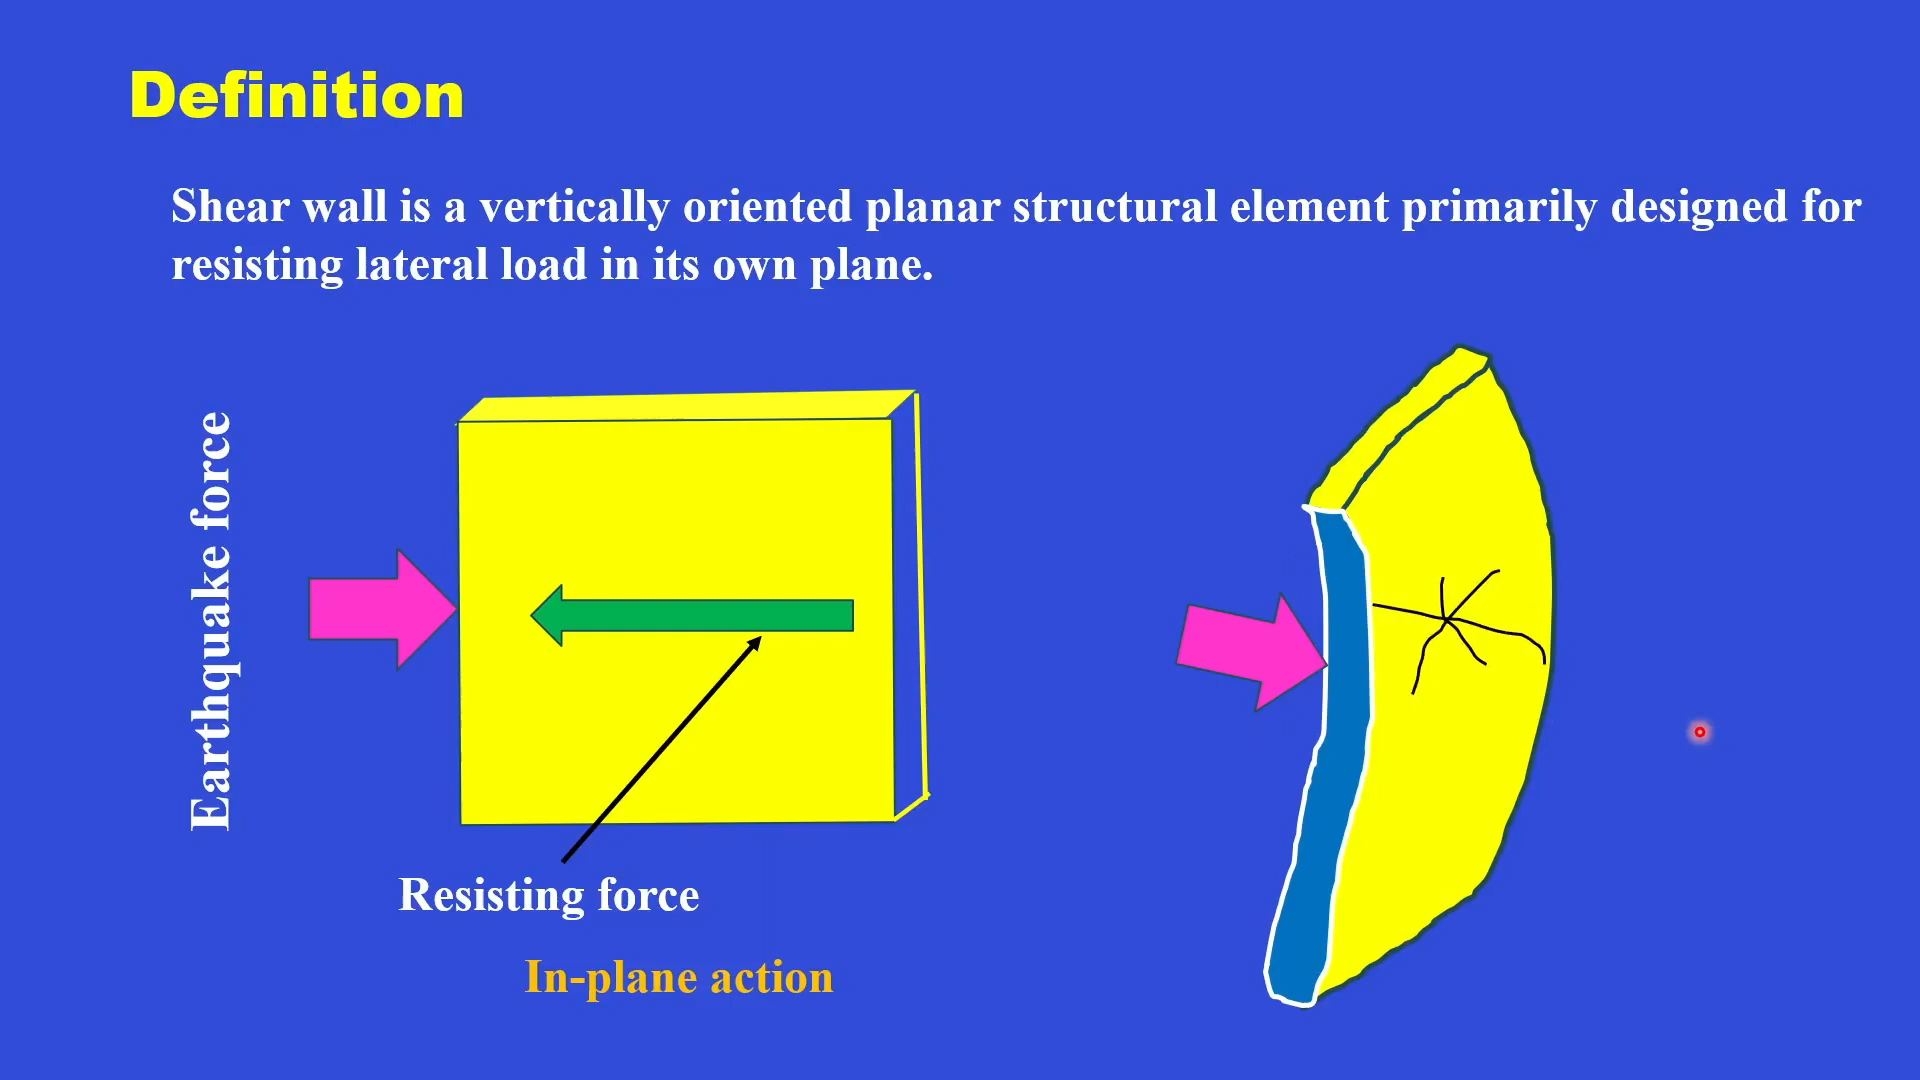 Definition
Shear wall is a vertically oriented planar structural element primarily designed for
resisting lateral load in its own plane.
Earthquake force
Resisting force
In-plane action